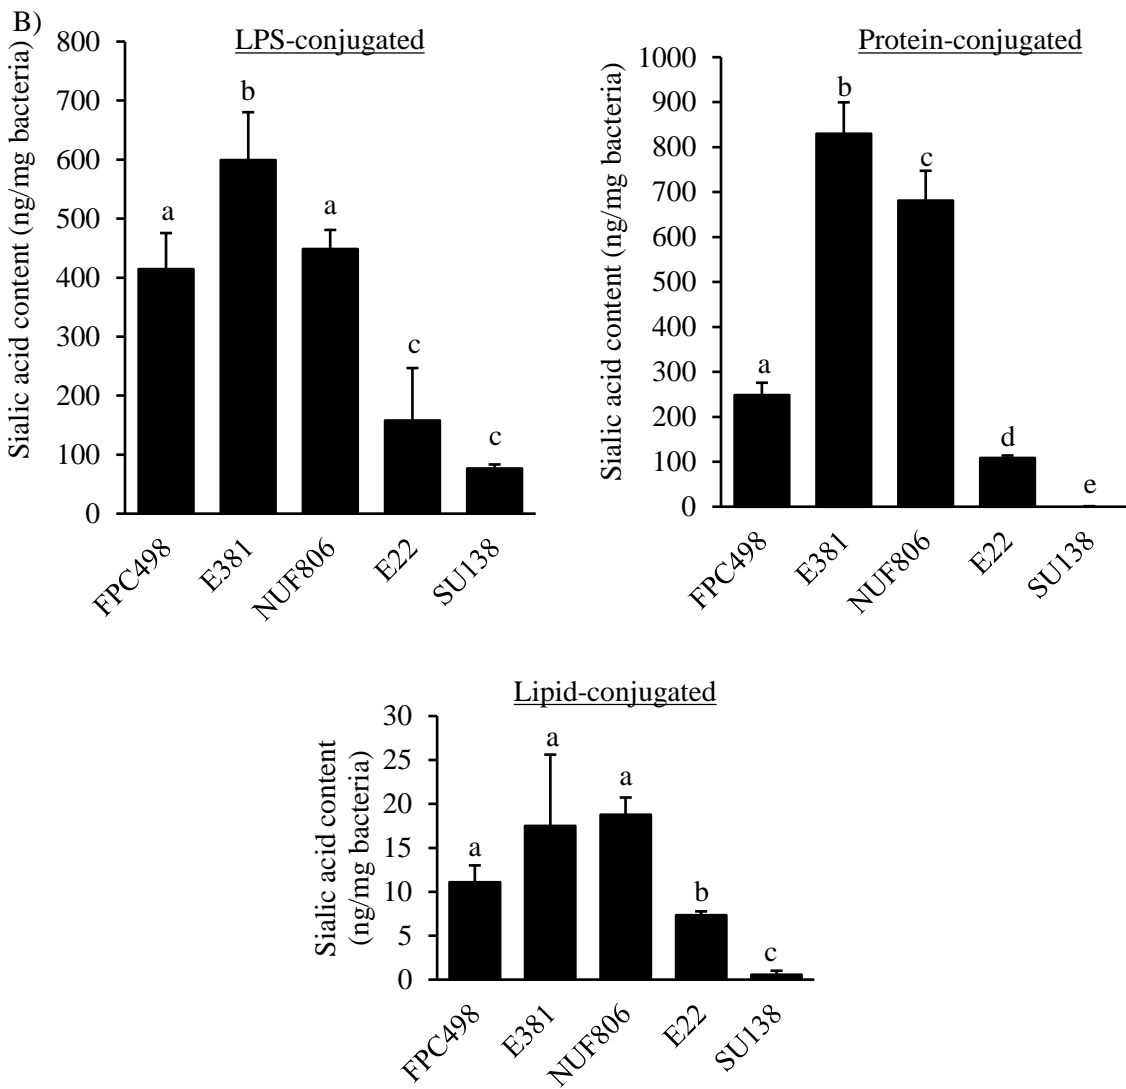 B)
LPS-conjugated
Sialic acid content (ng/mg bacteria)
800
700
600
500
400
300
200
100
0
a
b
a
c
c
FPC498
E381
NUF806
E22
SU138
Protein-conjugated
Sialic acid content (ng/mg bacteria)
1000
900
800
700
600
500
400
300
200
100
0
a
b
c
d
e
FPC498
E381
NUF806
E22
SU138
Lipid-conjugated
Sialic acid content
(ng/mg bacteria)
30
25
20
15
10
5
0
a
a
a
b
c
FPC498
E381
NUF806
E22
SU138